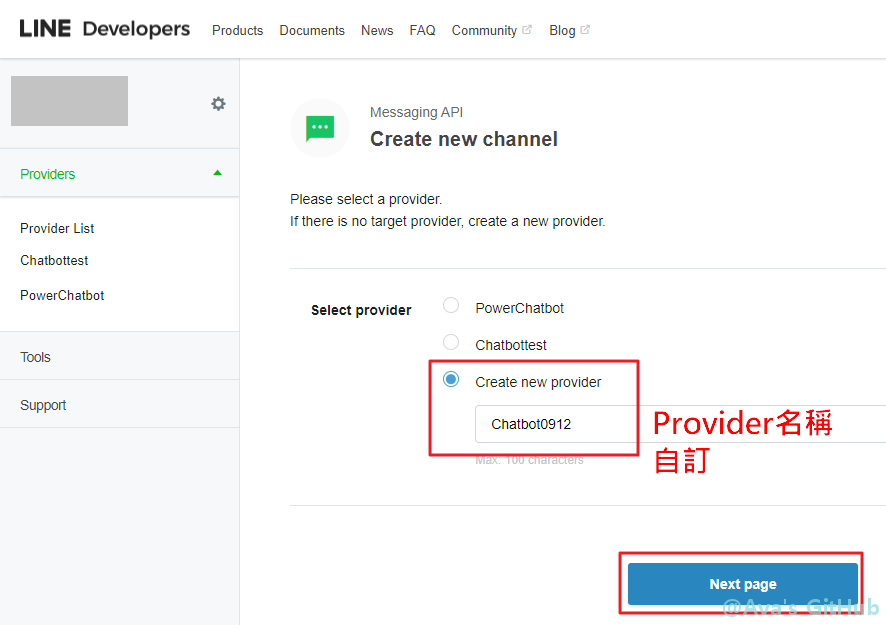 LINE Developers Products Documents News FAQ Community Blog
Messaging API
Create new channel
Providers
Please select a provider.
If there is no target provider, create a new provider.
Provider List
Chatbottest
PowerChatbot
Select provider
PowerChatbot
Chatbottest
Create new provider
Chatbot0912
Provider名稱
自訂
Max. 100 characters
Tools
Support
Next page
@Ava's GitHub